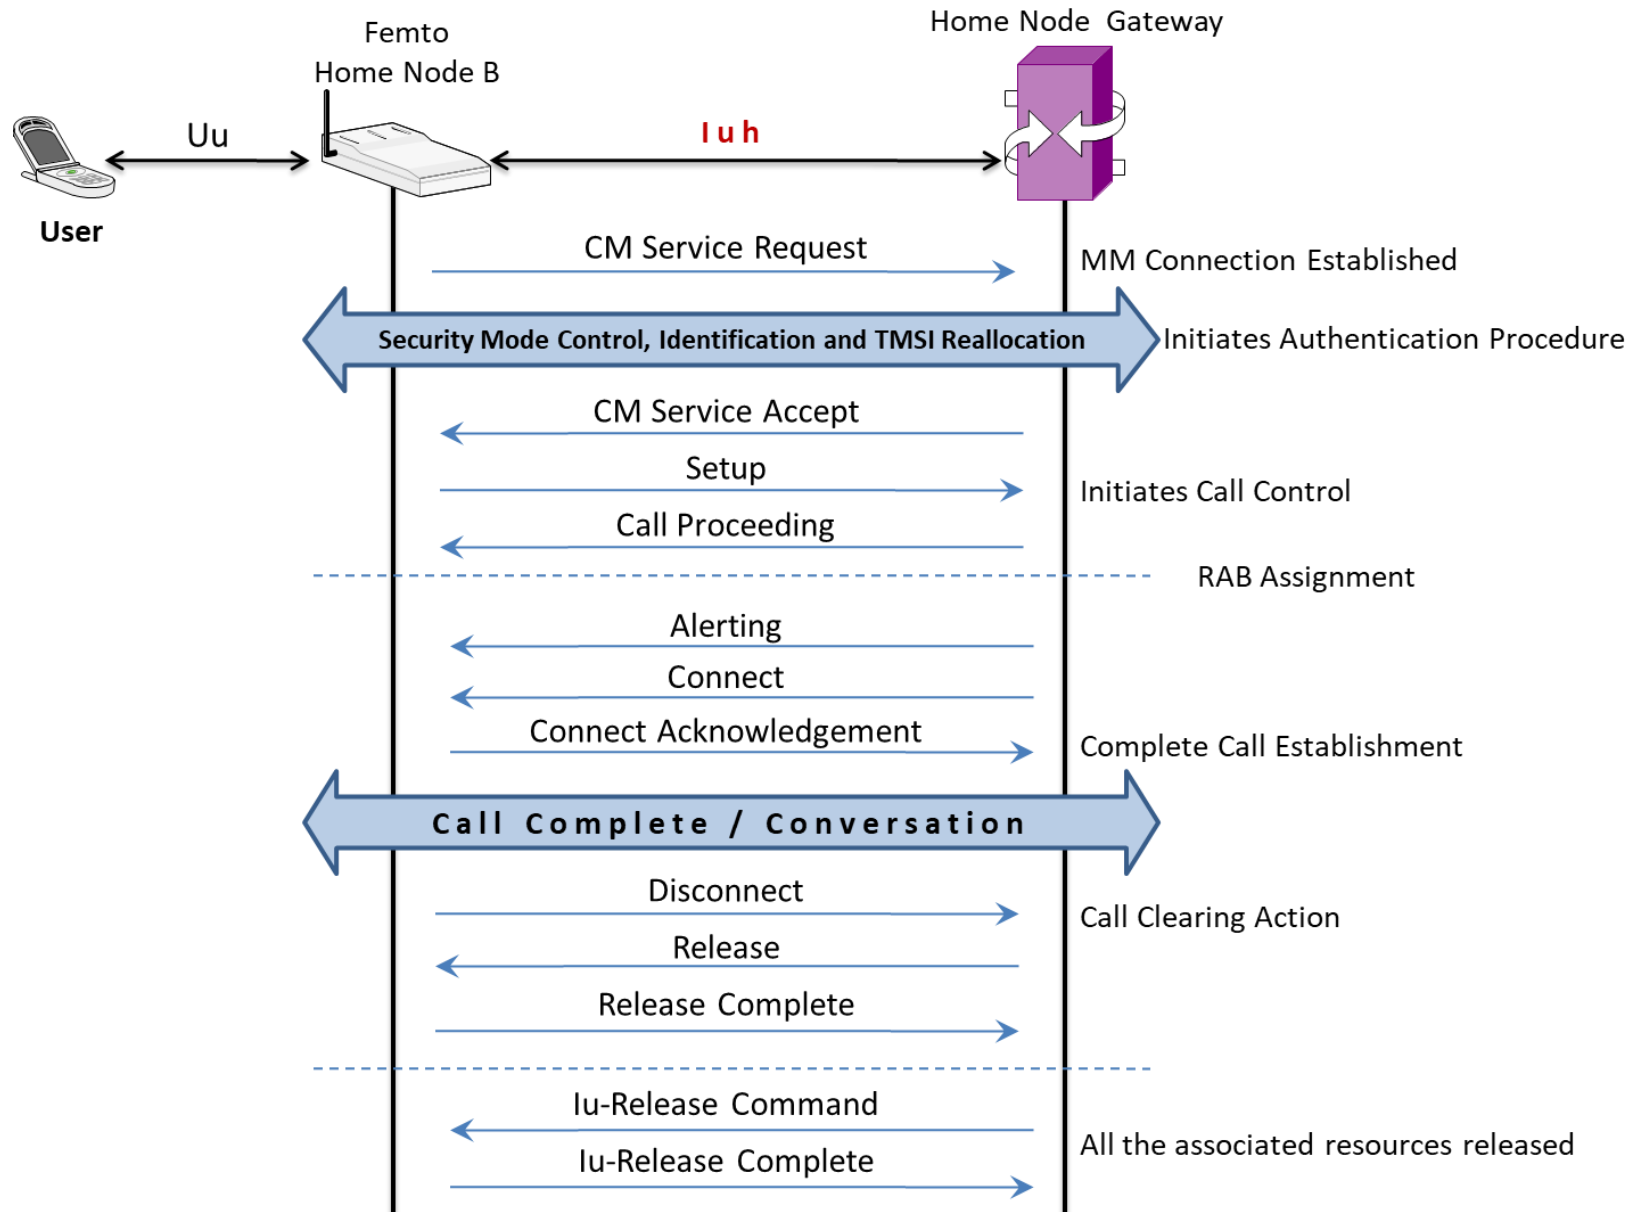 Femto
Home Node B
Home Node Gateway
Uu
I u h
User
CM Service Request
MM Connection Established
Security Mode Control, Identification and TMSI Reallocation
Initiates Authentication Procedure
CM Service Accept
Setup
Initiates Call Control
Call Proceeding
RAB Assignment
Alerting
Connect
Connect Acknowledgement
Complete Call Establishment
Call Complete / Conversation
Disconnect
Call Clearing Action
Release
Release Complete
Iu-Release Command
All the associated resources released
Iu-Release Complete